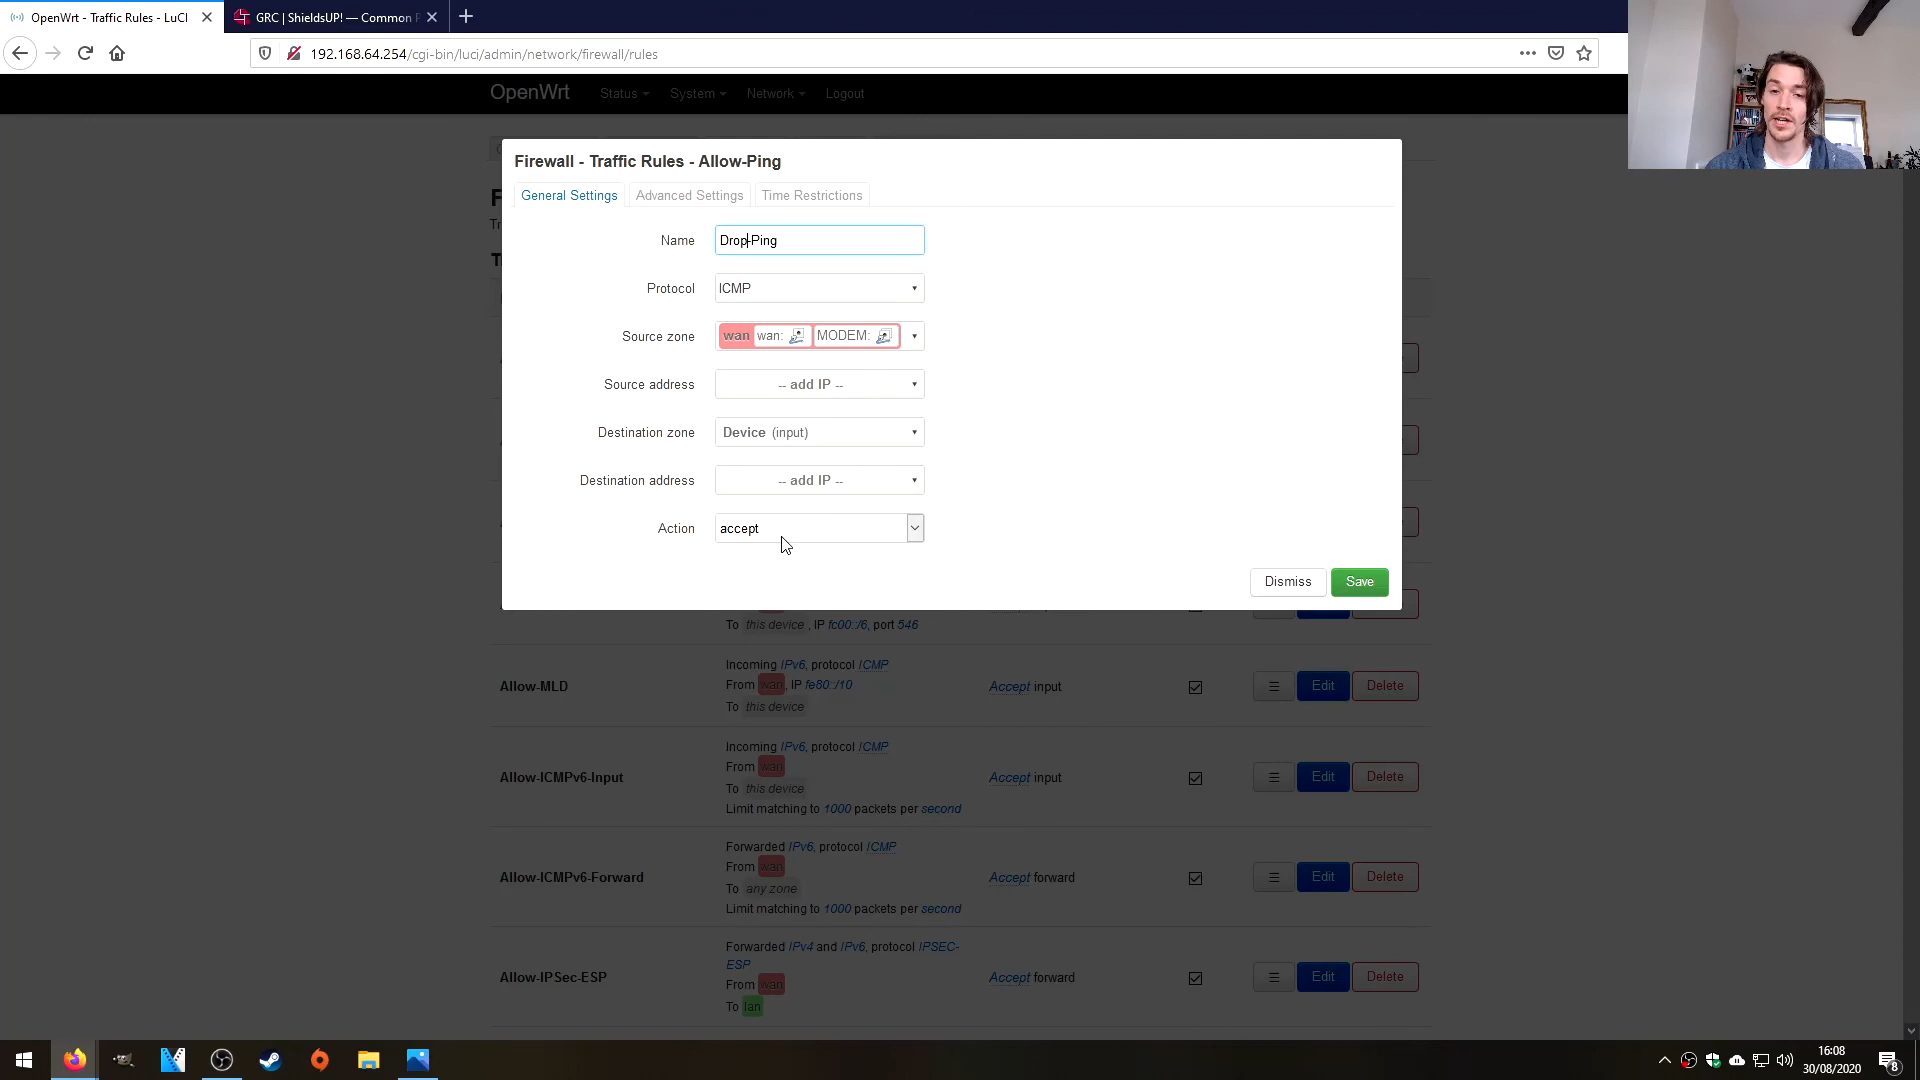 OpenWrt - Traffic Rules - LuCI
GRC | ShieldsUP! — Common P
192.168.64.254/cgi-bin/luci/admin/network/firewall/rules
OpenWrt Status System Network Logout
Firewall - Traffic Rules - Allow-Ping
General Settings Advanced Settings Time Restrictions
Name Drop-Ping
Protocol ICMP
Source zone wan wan: MODEM:
Source address -- add IP --
Destination zone Device (input)
Destination address -- add IP --
Action accept
Dismiss Save
To this device, IP fc00::/6, port 546
Incoming IPv6, protocol ICMP
Allow-MLD From wan, IP fe80::/10 Accept input Edit Delete
To this device
Incoming IPv6, protocol ICMP
From wan
Allow-ICMPv6-Input Accept input Edit Delete
To this device
Limit matching to 1000 packets per second
Forwarded IPv6, protocol ICMP
From wan
Allow-ICMPv6-Forward Accept forward Edit Delete
To any zone
Limit matching to 1000 packets per second
Forwarded IPv4 and IPv6, protocol IPSEC-
ESP
Allow-IPSec-ESP Accept forward Edit Delete
From wan
To lan
16:08
30/08/2020
8